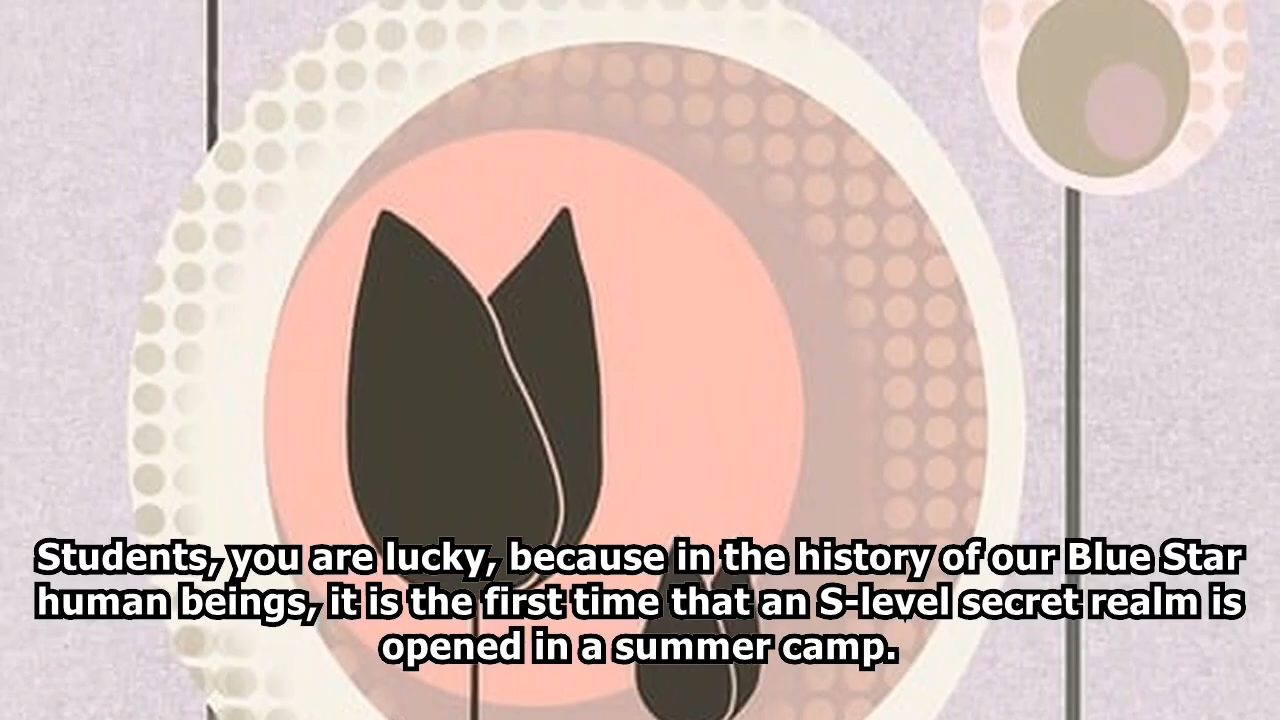 Students, you are lucky, because in the history of our Blue Star
human beings, it is the first time that an S-level secret realm is
opened in a summer camp.